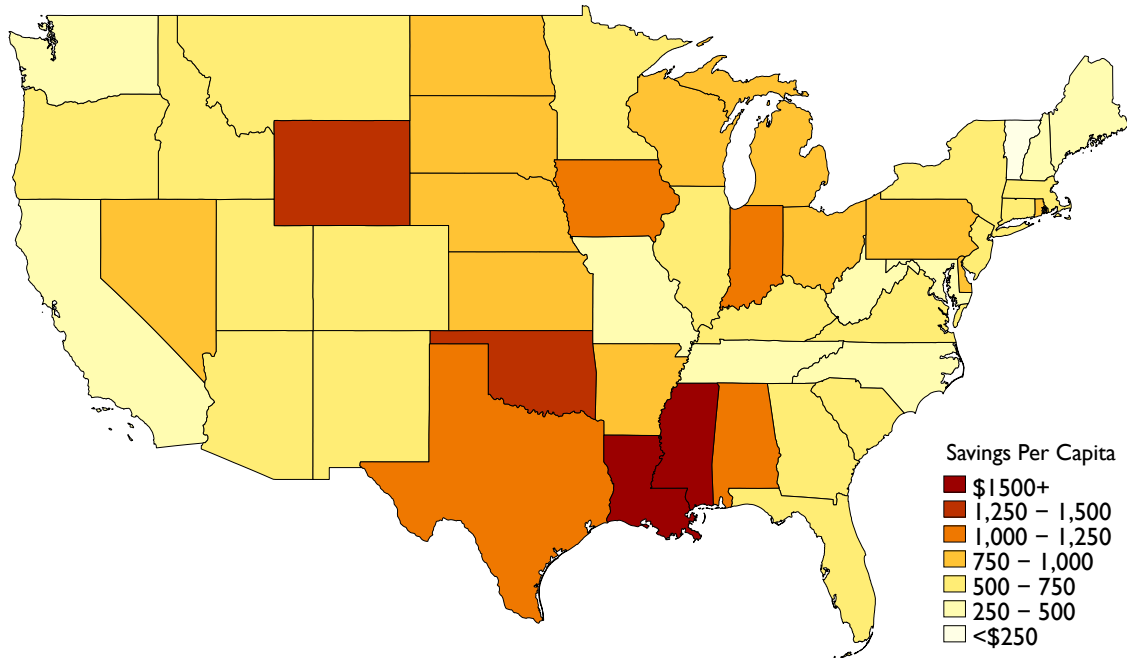 Savings Per Capita
$1500+
1,250 – 1,500
1,000 – 1,250
750 – 1,000
500 – 750
250 – 500
<$250